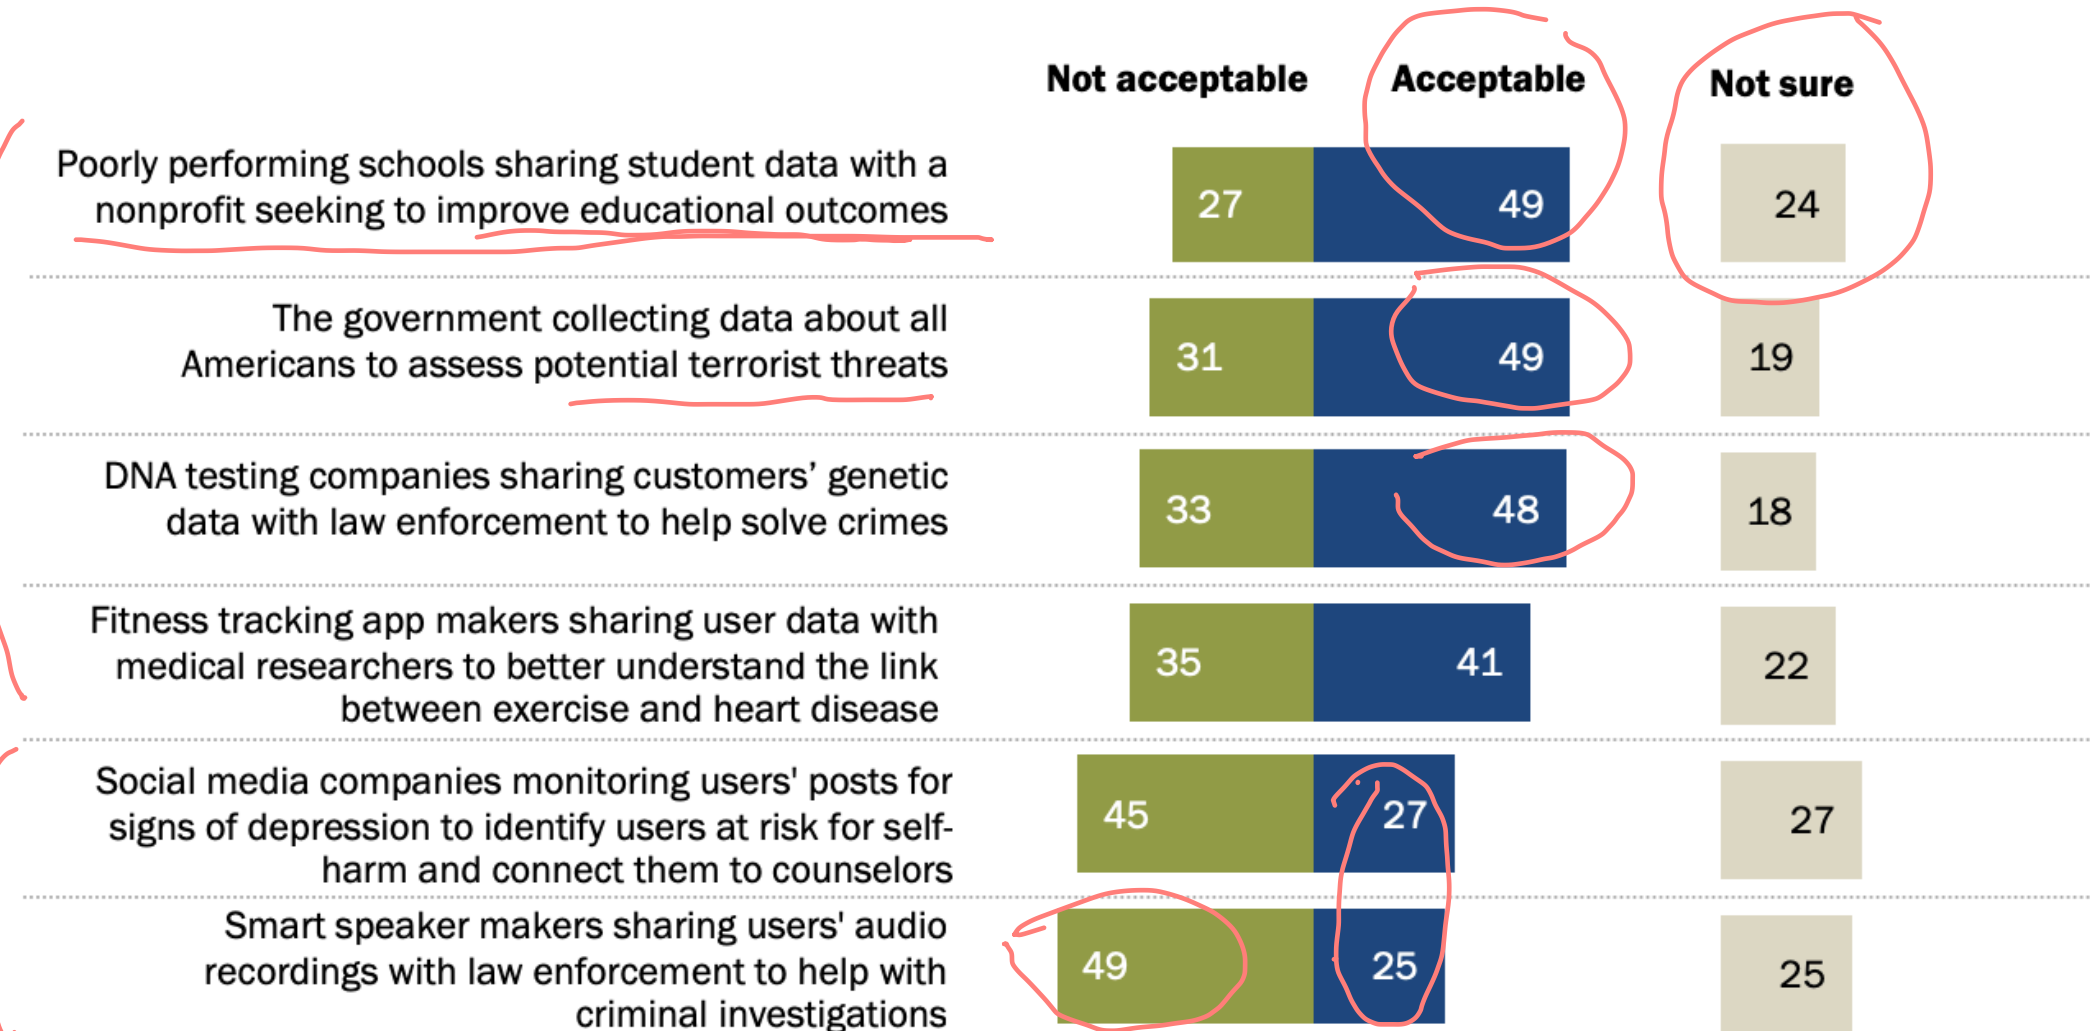 Not acceptable Acceptable Not sure
Poorly performing schools sharing student data with a
nonprofit seeking to improve educational outcomes
27 49 24
The government collecting data about all
Americans to assess potential terrorist threats
31 49 19
DNA testing companies sharing customers’ genetic
data with law enforcement to help solve crimes
33 48 18
Fitness tracking app makers sharing user data with
medical researchers to better understand the link
between exercise and heart disease
35 41 22
Social media companies monitoring users' posts for
signs of depression to identify users at risk for self-
harm and connect them to counselors
45 27 27
Smart speaker makers sharing users' audio
recordings with law enforcement to help with
criminal investigations
49 25 25